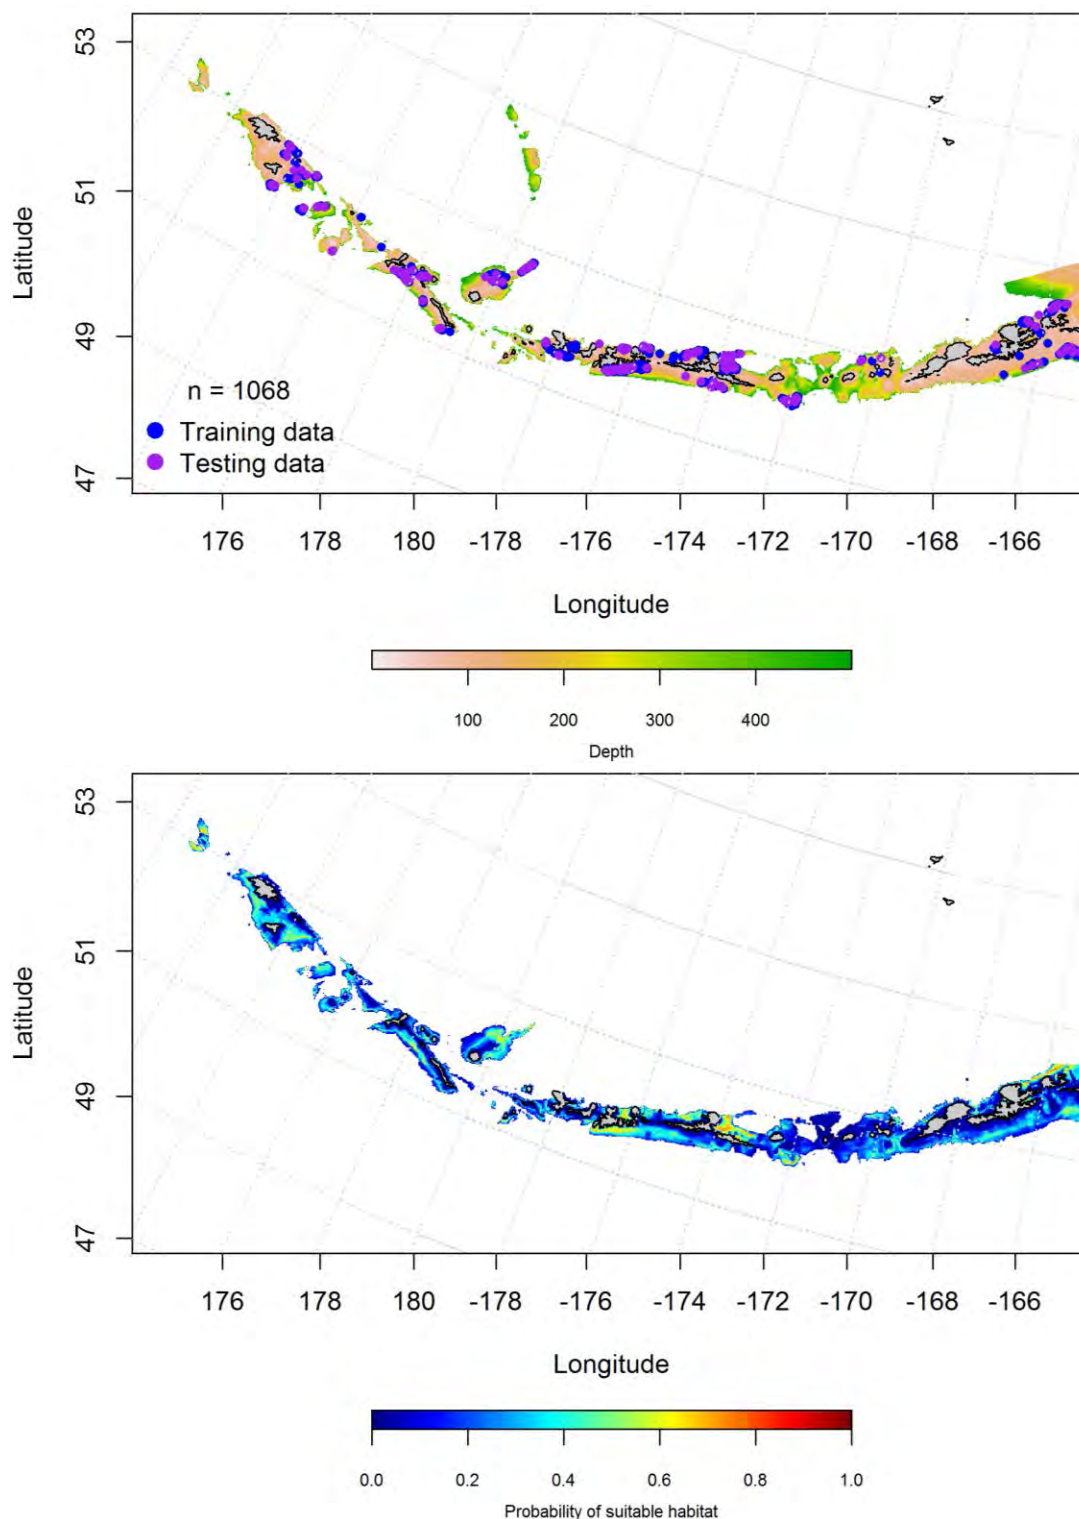 53
51
49
47
Latitude
n = 1068
Training data
Testing data
176 178 180 -178 -176 -174 -172 -170 -168 -166
Longitude
100 200 300 400
Depth
53
51
49
47
Latitude
176 178 180 -178 -176 -174 -172 -170 -168 -166
Longitude
0.0 0.2 0.4 0.6 0.8 1.0
Probability of suitable habitat